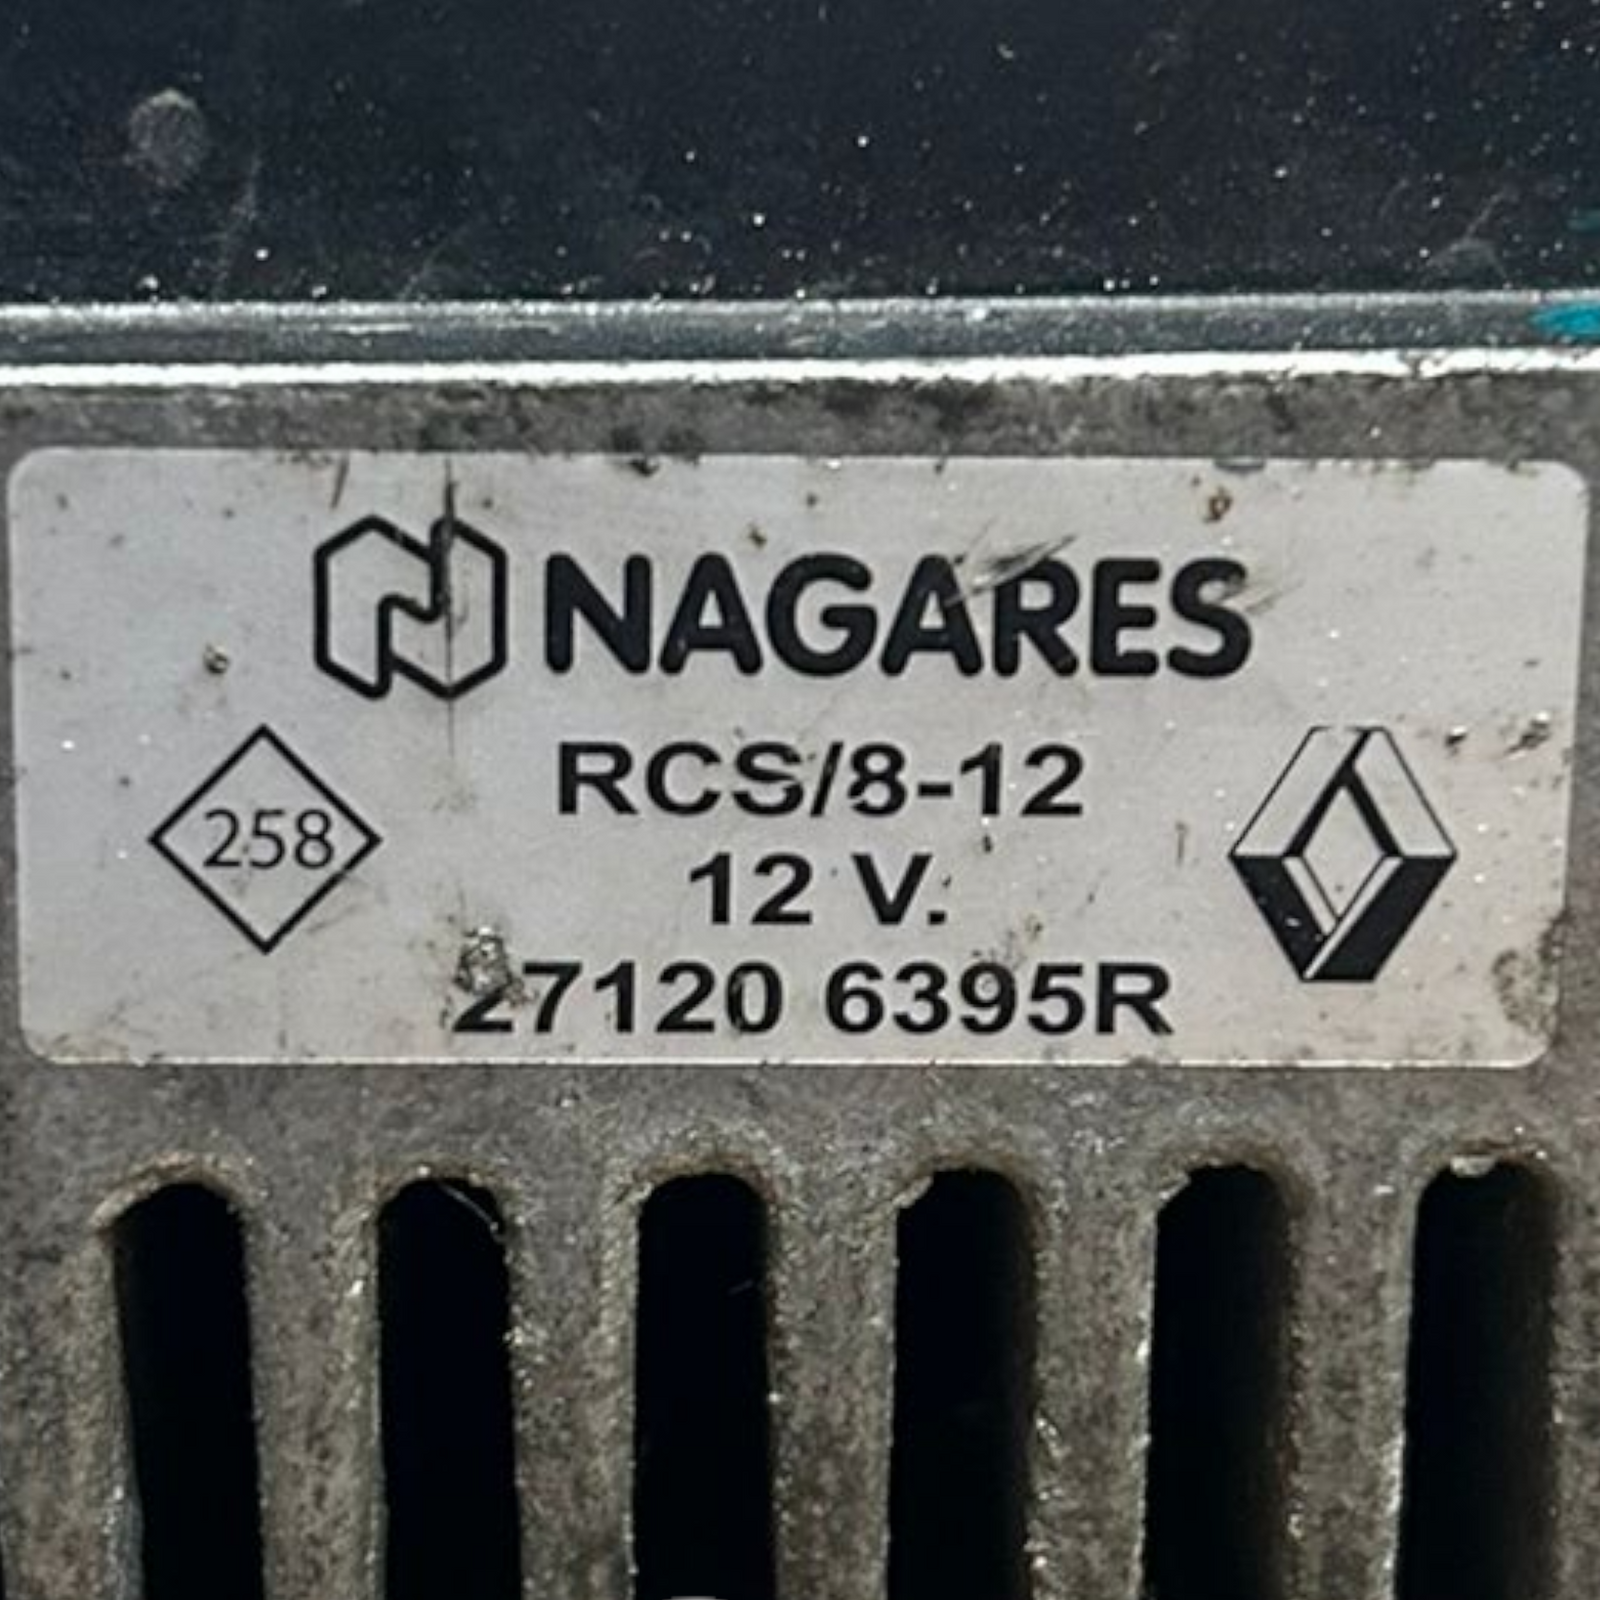 NAGARES
RCS/8-12
258
12 V.
27120 6395R